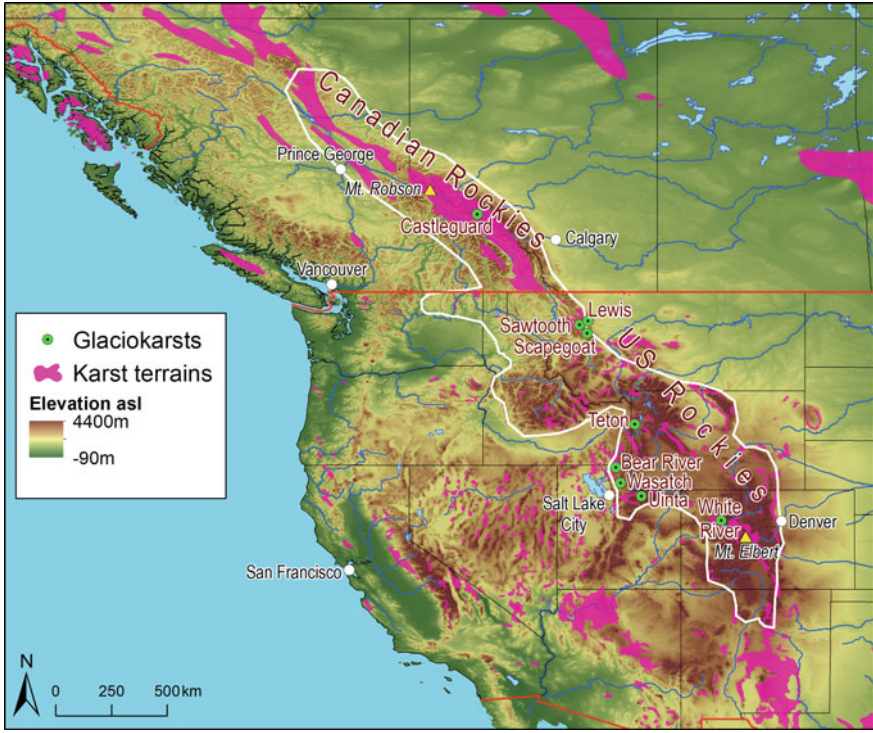 Canadian Rockies
Prince George
Mt. Robson
Castleguard
Calgary
Vancouver
Lewis
Sawtooth
Scapegoat
US Rockies
Glaciokarsts
Karst terrains
Elevation asl
4400m
-90m
Teton
Bear River
Wasatch
Uinta
Salt Lake
City
White
River
Denver
Mt. Elbert
San Francisco
N
0 250 500 km